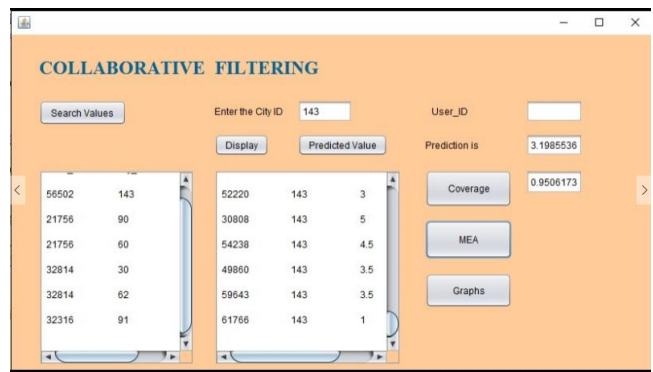 COLLABORATIVE FILTERING
Search Values
Enter the City ID 143
User_ID
Display Predicted Value
Prediction is 3.1985536
56502 143
21756 90
21756 60
32814 30
32814 62
32316 91
52220 143 3
30808 143 5
54238 143 4.5
49860 143 3.5
59643 143 3.5
61766 143 1
Coverage 0.9506173
MEA
Graphs